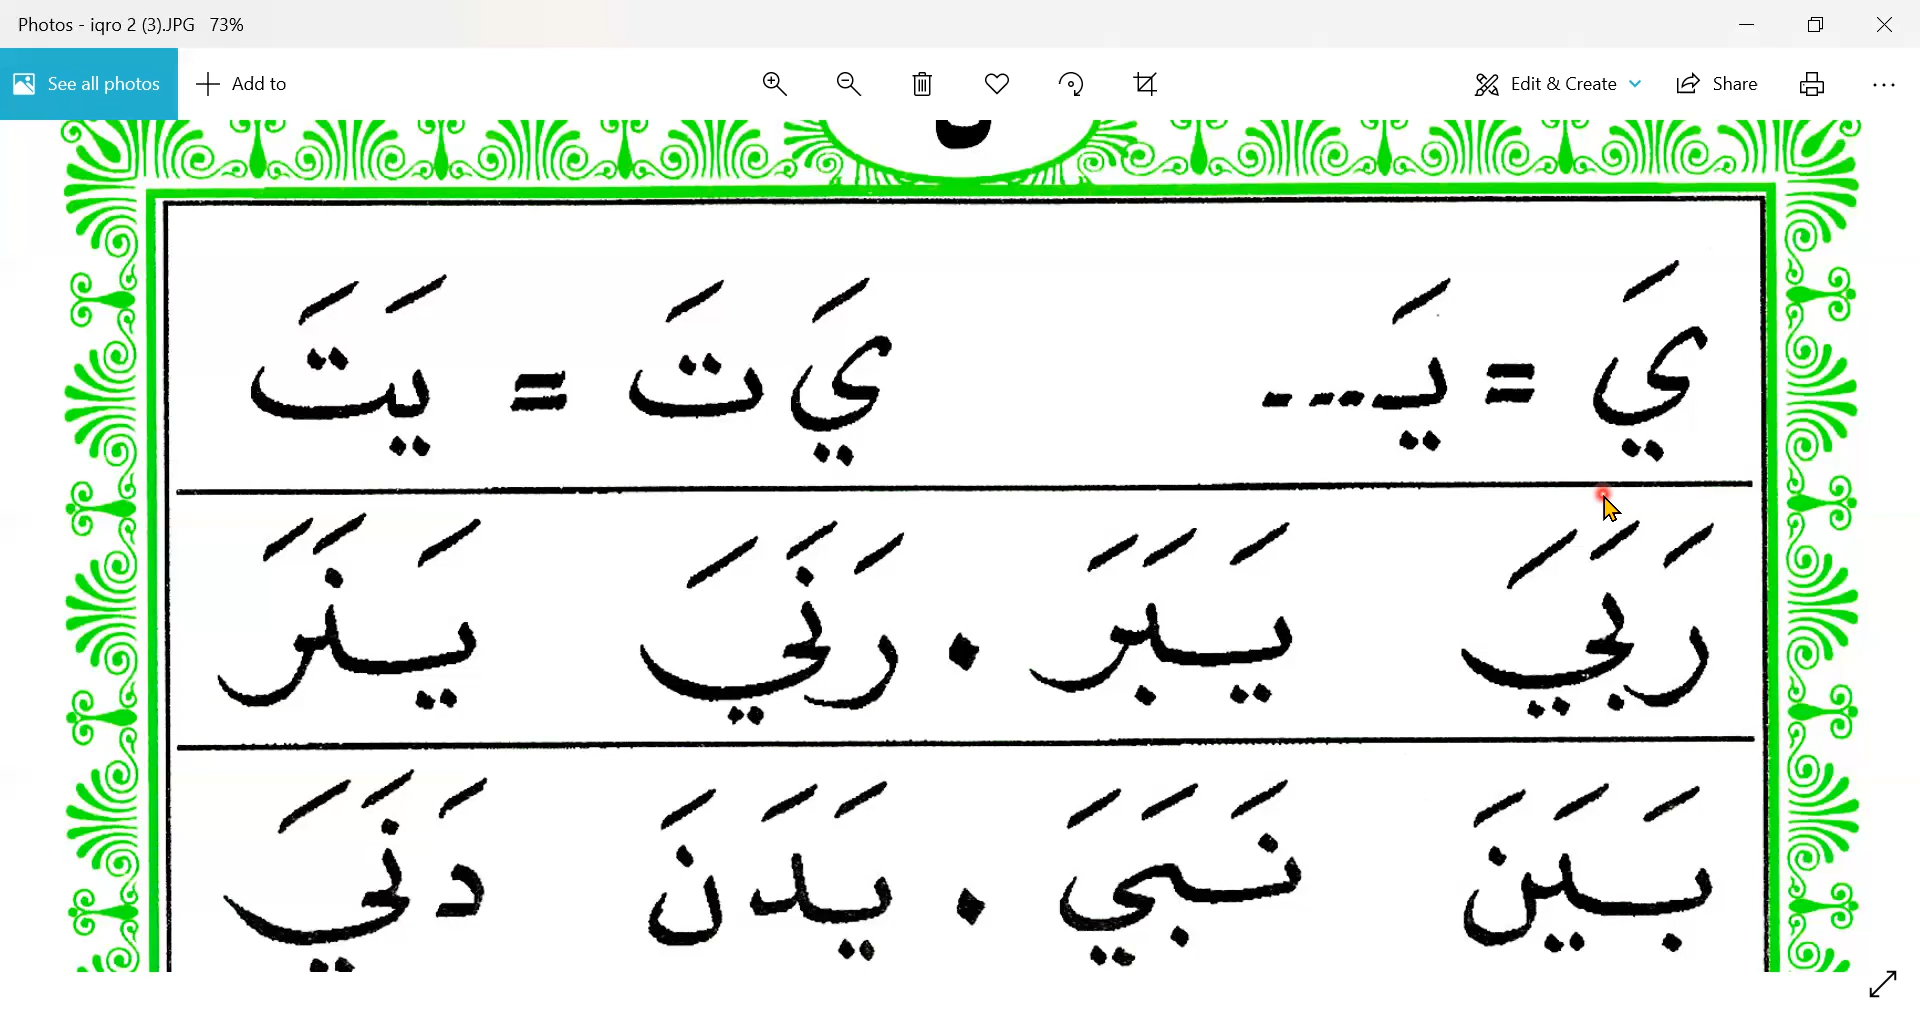 Photos - iqro 2 (3).JPG 73%
See all photos
Add to
Edit & Create
Share
يَ = يَـ --- يَ تَ = يَتَ
رَبَيَ يَبَرَ . رَنَيَ يَنَرَ
بَيَنَ نَبَيَ . يَدَنَ دَنَيَ